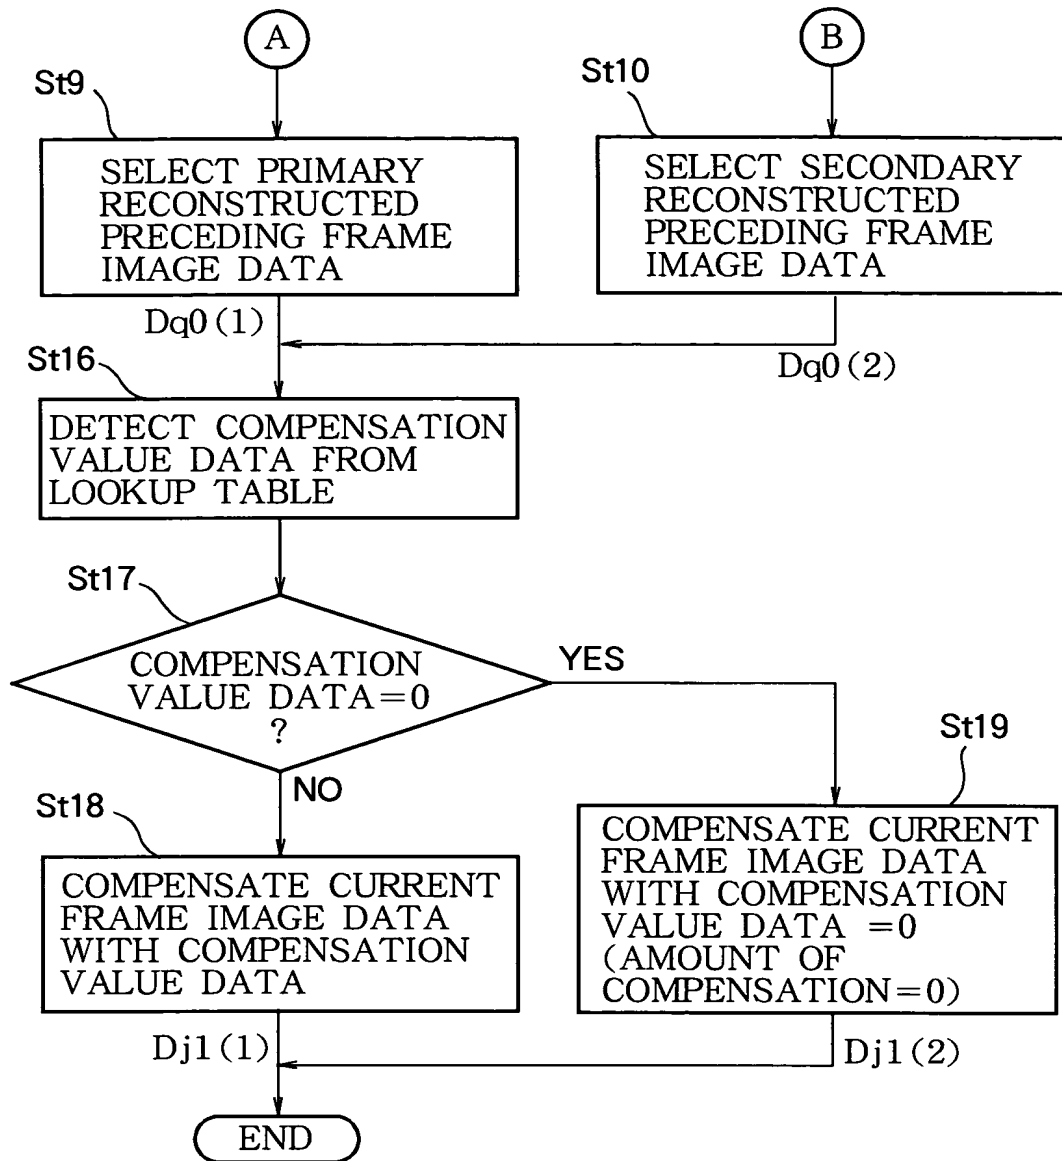 A
B
St9
St10
SELECT PRIMARY
RECONSTRUCTED
PRECEDING FRAME
IMAGE DATA
SELECT SECONDARY
RECONSTRUCTED
PRECEDING FRAME
IMAGE DATA
Dq0(1)
Dq0(2)
St16
DETECT COMPENSATION
VALUE DATA FROM
LOOKUP TABLE
St17
COMPENSATION
VALUE DATA=0
?
YES
NO
St18
COMPENSATE CURRENT
FRAME IMAGE DATA
WITH COMPENSATION
VALUE DATA
St19
COMPENSATE CURRENT
FRAME IMAGE DATA
WITH COMPENSATION
VALUE DATA =0
(AMOUNT OF
COMPENSATION=0)
Dj1(1)
Dj1(2)
END